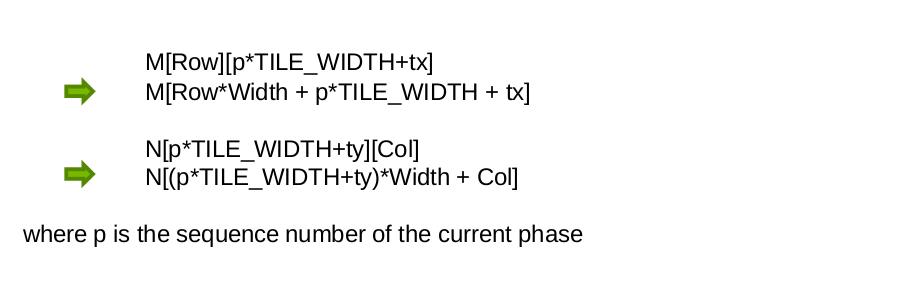 M[Row][p*TILE_WIDTH+tx]
M[Row*Width + p*TILE_WIDTH + tx]
N[p*TILE_WIDTH+ty][Col]
N[(p*TILE_WIDTH+ty)*Width + Col]
where p is the sequence number of the current phase